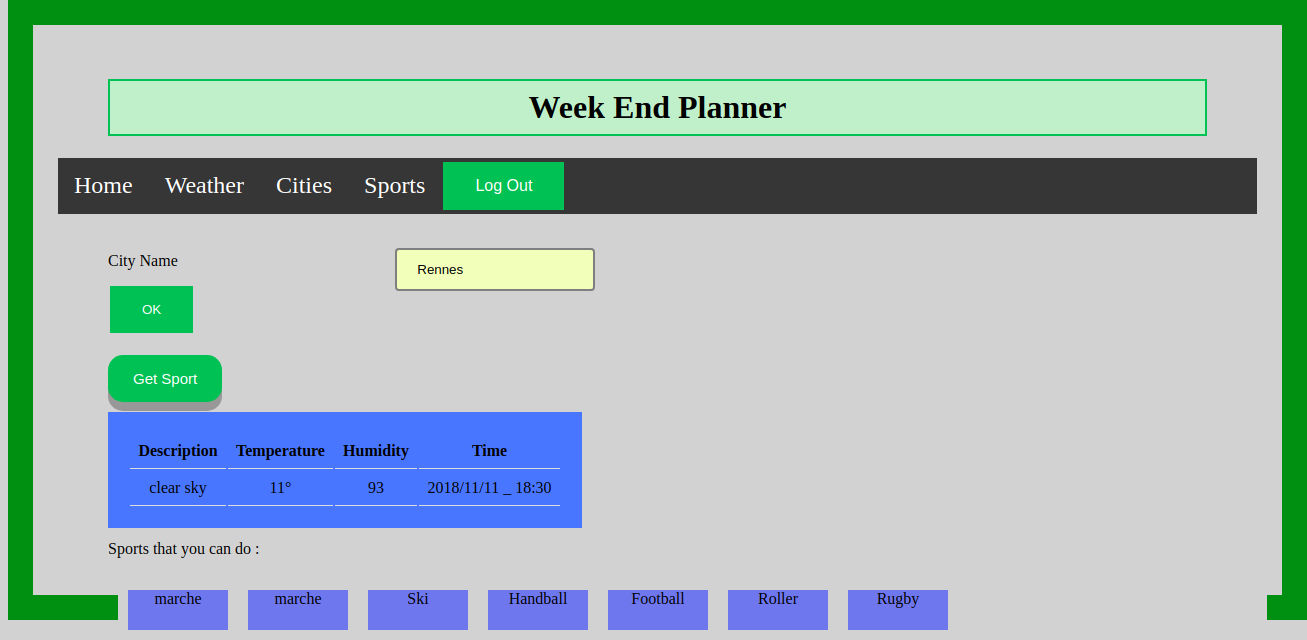 Week End Planner
Home Weather Cities Sports Log Out
City Name Rennes
OK
Get Sport
Description Temperature Humidity Time
clear sky 11° 93 2018/11/11 _ 18:30
Sports that you can do :
marche marche Ski Handball Football Roller Rugby